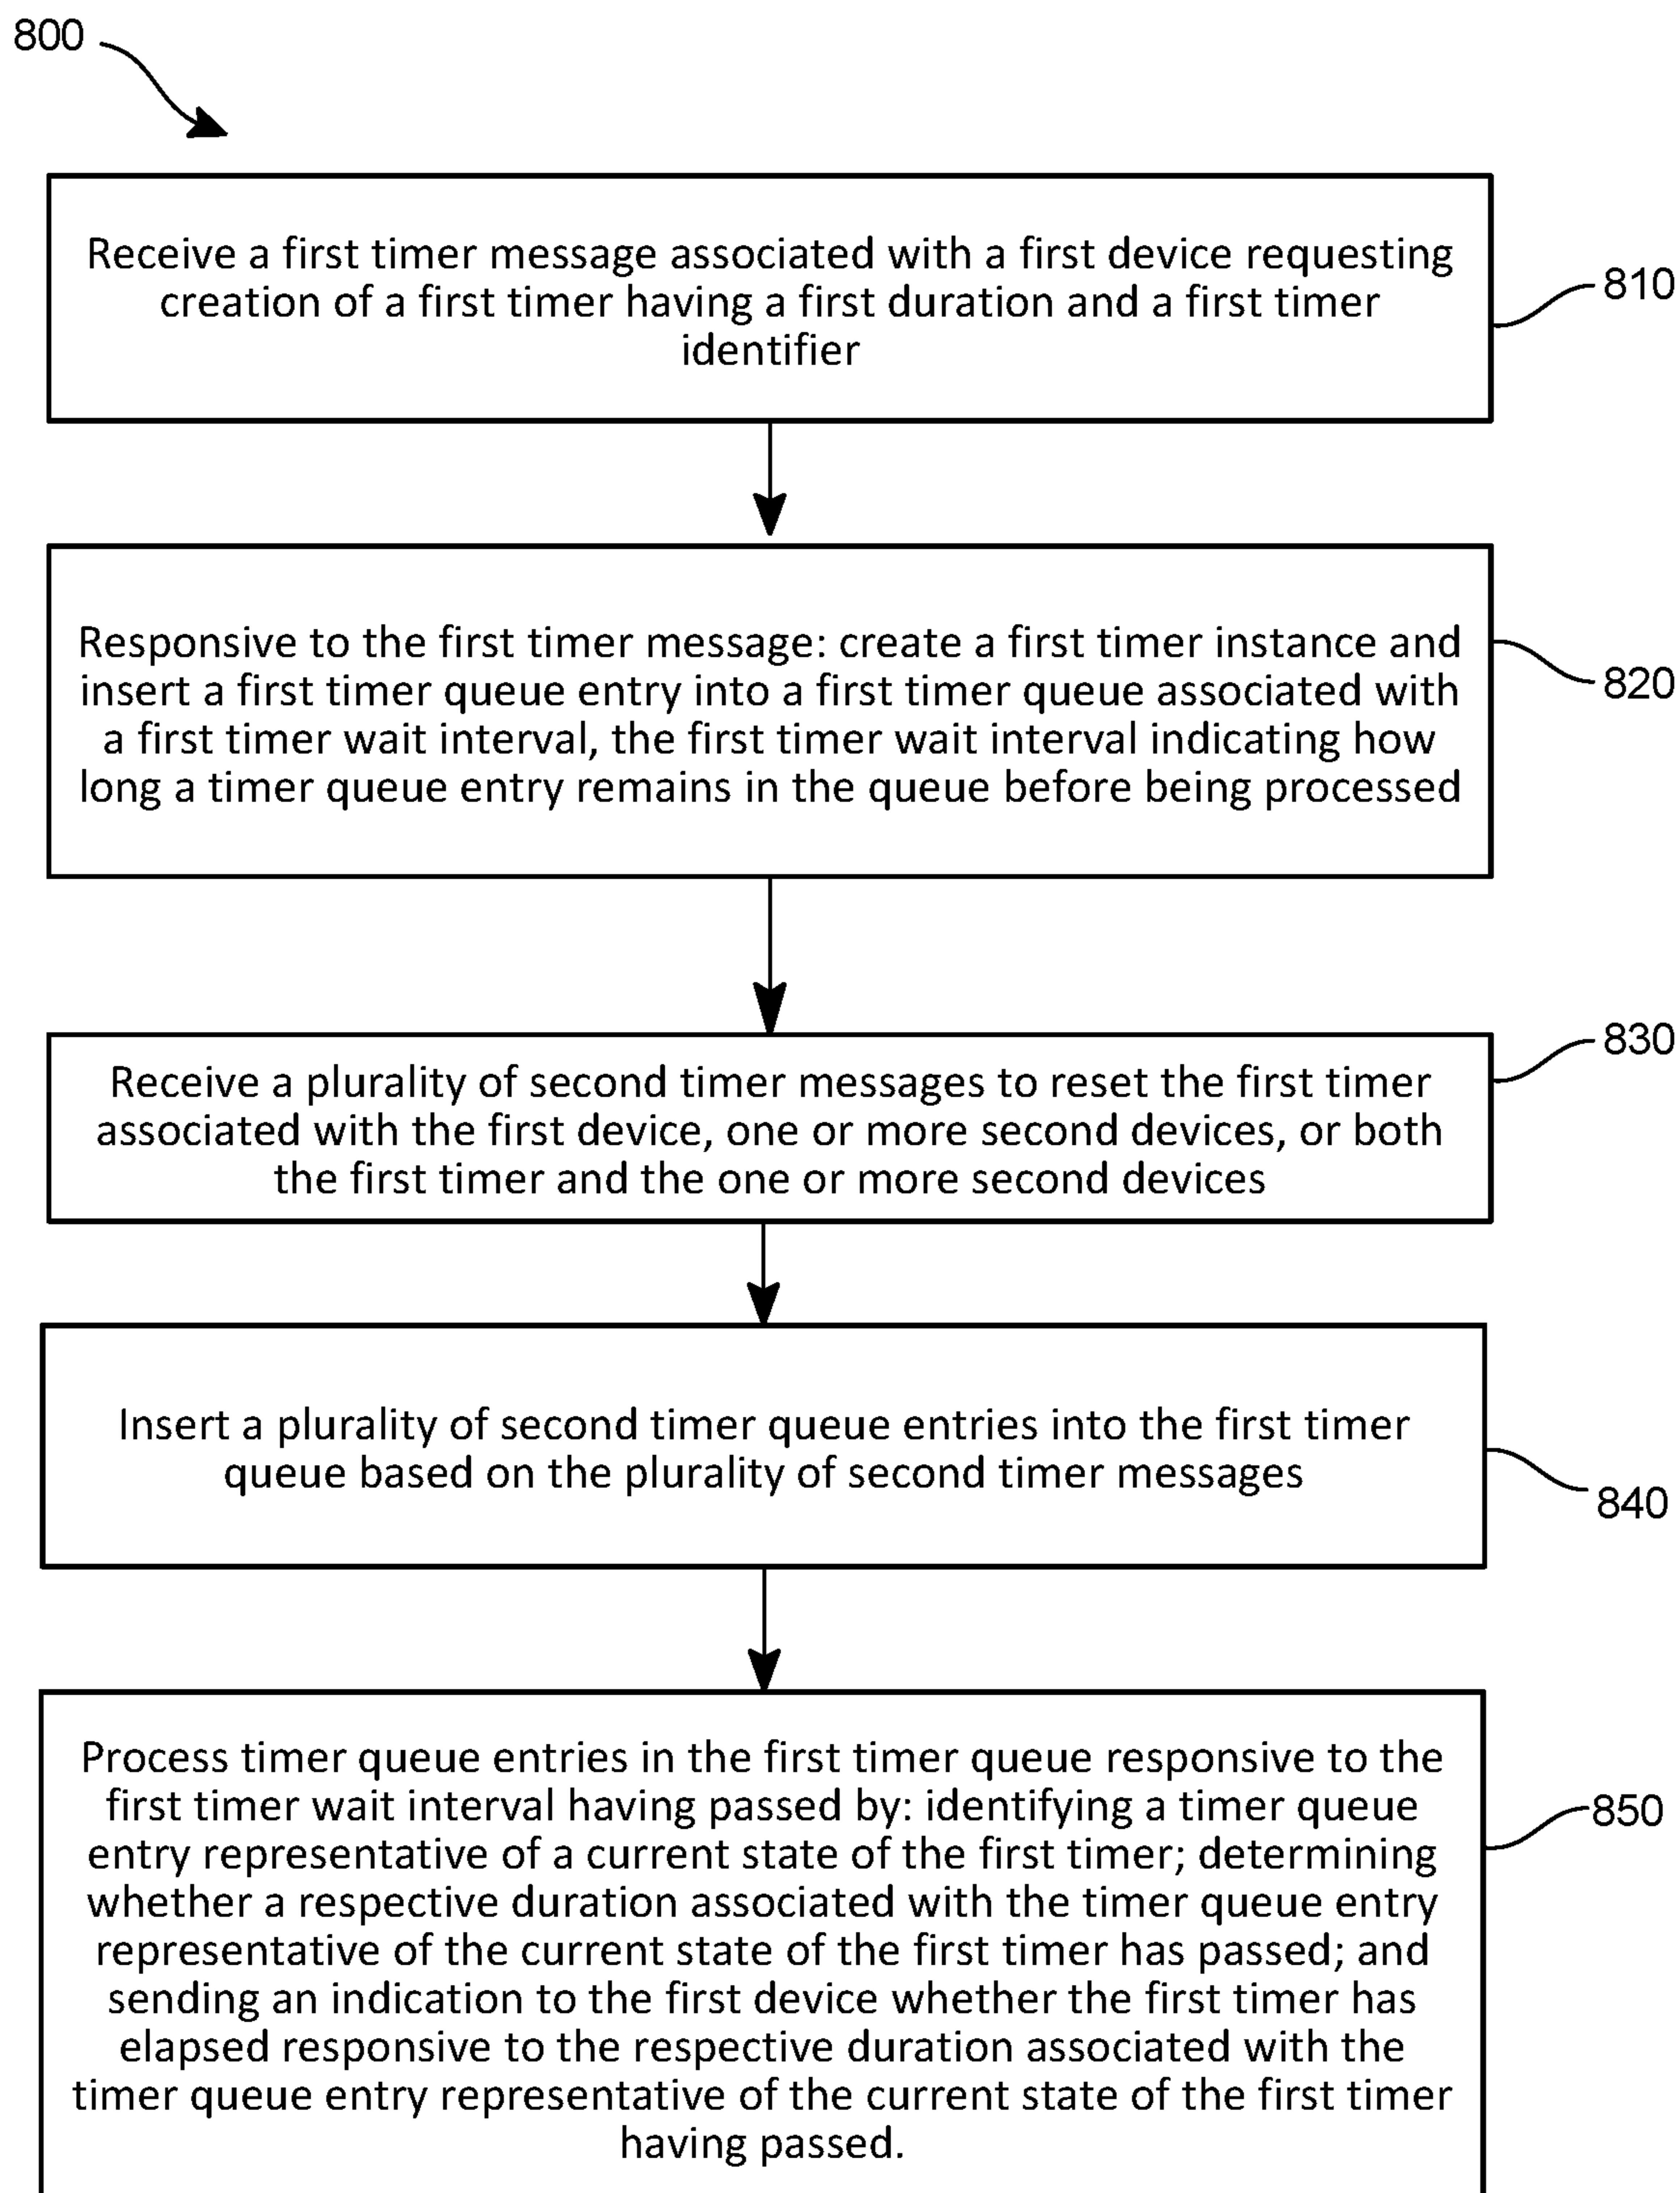 800
Receive a first timer message associated with a first device requesting
creation of a first timer having a first duration and a first timer
identifier
810
Responsive to the first timer message: create a first timer instance and
insert a first timer queue entry into a first timer queue associated with
a first timer wait interval, the first timer wait interval indicating how
long a timer queue entry remains in the queue before being processed
820
Receive a plurality of second timer messages to reset the first timer
associated with the first device, one or more second devices, or both
the first timer and the one or more second devices
830
Insert a plurality of second timer queue entries into the first timer
queue based on the plurality of second timer messages
840
Process timer queue entries in the first timer queue responsive to the
first timer wait interval having passed by: identifying a timer queue
entry representative of a current state of the first timer; determining
whether a respective duration associated with the timer queue entry
representative of the current state of the first timer has passed; and
sending an indication to the first device whether the first timer has
elapsed responsive to the respective duration associated with the
timer queue entry representative of the current state of the first timer
having passed.
850